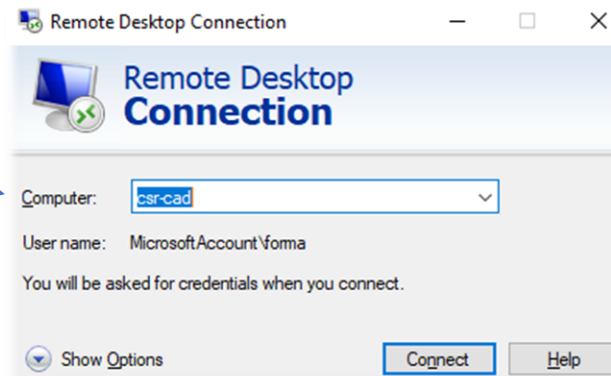 Remote Desktop Connection
Remote Desktop
Connection
Computer: csr-cad
User name: MicrosoftAccount\forma
You will be asked for credentials when you connect.
Show Options Connect Help